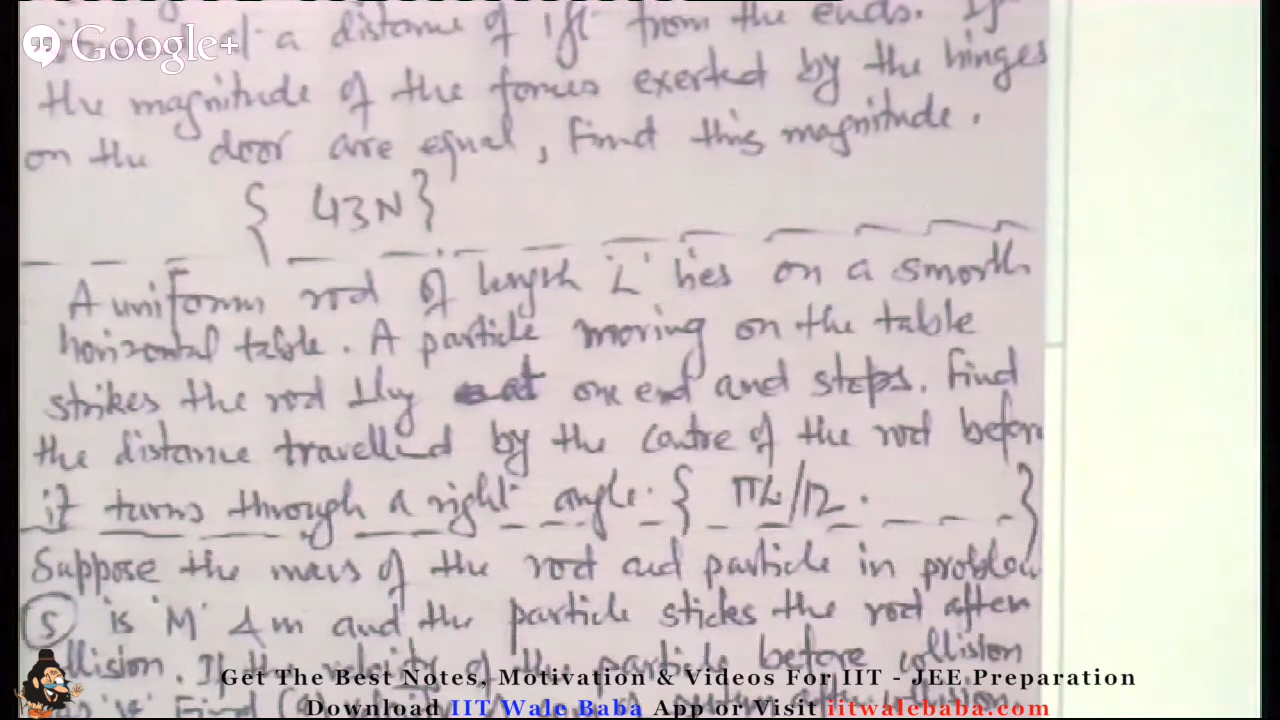 Google+
a distance of 1ft from the ends. If
the magnitude of the forces exerted by the hinges
on the door are equal, find this magnitude.
{ 43N }
A uniform rod of length 'L' lies on a smooth
horizontal table. A particle moving on the table
strikes the rod ⊥ly at one end and stops. Find
the distance travelled by the centre of the rod before
it turns through a right angle. { πL/12. }
Suppose the mass of the rod and particle in problem
5 is 'M' & m and the particle sticks the rod after
collision. If the velocity of the particle before collision
Get The Best Notes, Motivation & Videos For IIT - JEE Preparation
Download IIT Wale Baba App or Visit iitwalebaba.com